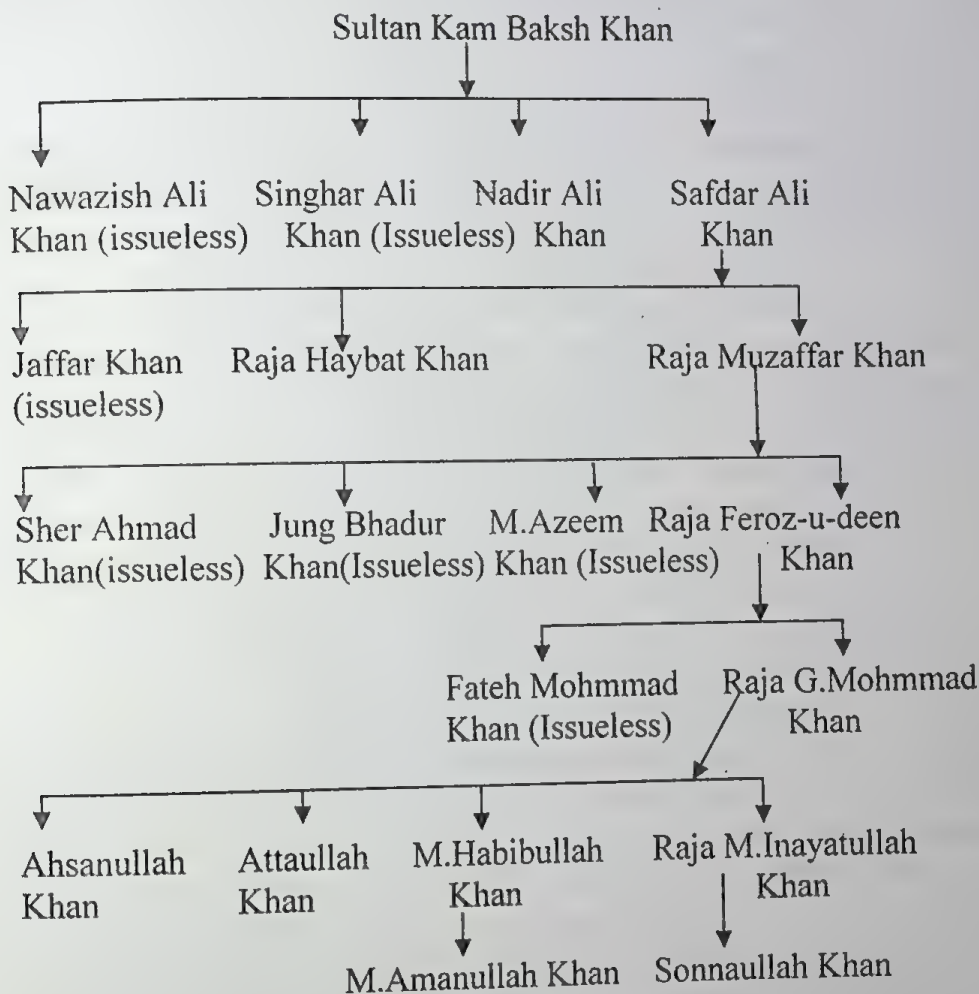 Sultan Kam Baksh Khan
Nawazish Ali Singhar Ali Nadir Ali Safdar Ali
Khan (issueless) Khan (Issueless) Khan Khan
Jaffar Khan Raja Haybat Khan Raja Muzaffar Khan
(issueless)
Sher Ahmad Jung Bhadur M.Azeem Raja Feroz-u-deen
Khan(issueless) Khan(Issueless) Khan (Issueless) Khan
Fateh Mohmmad Raja G.Mohmmad
Khan (Issueless) Khan
Ahsanullah Attaullah M.Habibullah Raja M.Inayatullah
Khan Khan Khan Khan
M.Amanullah Khan Sonnaullah Khan